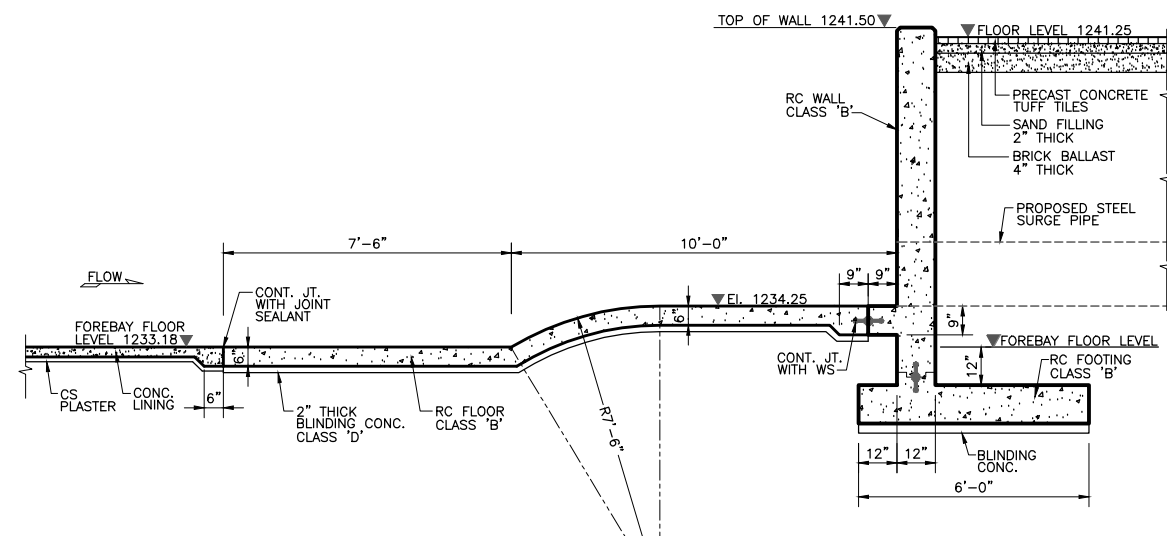 TOP OF WALL 1241.50
FLOOR LEVEL 1241.25
RC WALL
CLASS 'B'
PRECAST CONCRETE
TUFF TILES
SAND FILLING
2" THICK
BRICK BALLAST
4" THICK
PROPOSED STEEL
SURGE PIPE
7'-6"
10'-0"
FLOW
CONT. JT.
WITH JOINT
SEALANT
9"
9"
El. 1234.25
6"
9"
FOREBAY FLOOR
LEVEL 1233.18
6"
CONT. JT.
WITH WS
FOREBAY FLOOR LEVEL
12"
RC FOOTING
CLASS 'B'
CS
PLASTER
CONC.
LINING
6"
2" THICK
BLINDING CONC.
CLASS 'D'
RC FLOOR
CLASS 'B'
R7'-6"
12"
12"
BLINDING
CONC.
6'-0"